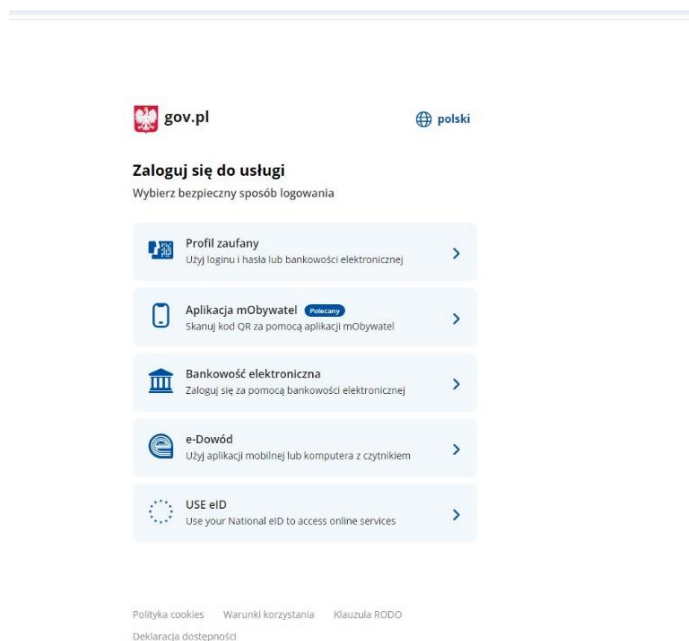 gov.pl
polski
Zaloguj się do usługi
Wybierz bezpieczny sposób logowania
Profil zaufany
Użyj loginu i hasła lub bankowości elektronicznej
Aplikacja mObywatel Polecany
Skanuj kod QR za pomocą aplikacji mObywatel
Bankowość elektroniczna
Zaloguj się za pomocą bankowości elektronicznej
e-Dowód
Użyj aplikacji mobilnej lub komputera z czytnikiem
USE eID
Use your National eID to access online services
Polityka cookies Warunki korzystania Klauzula RODO
Deklaracja dostępności